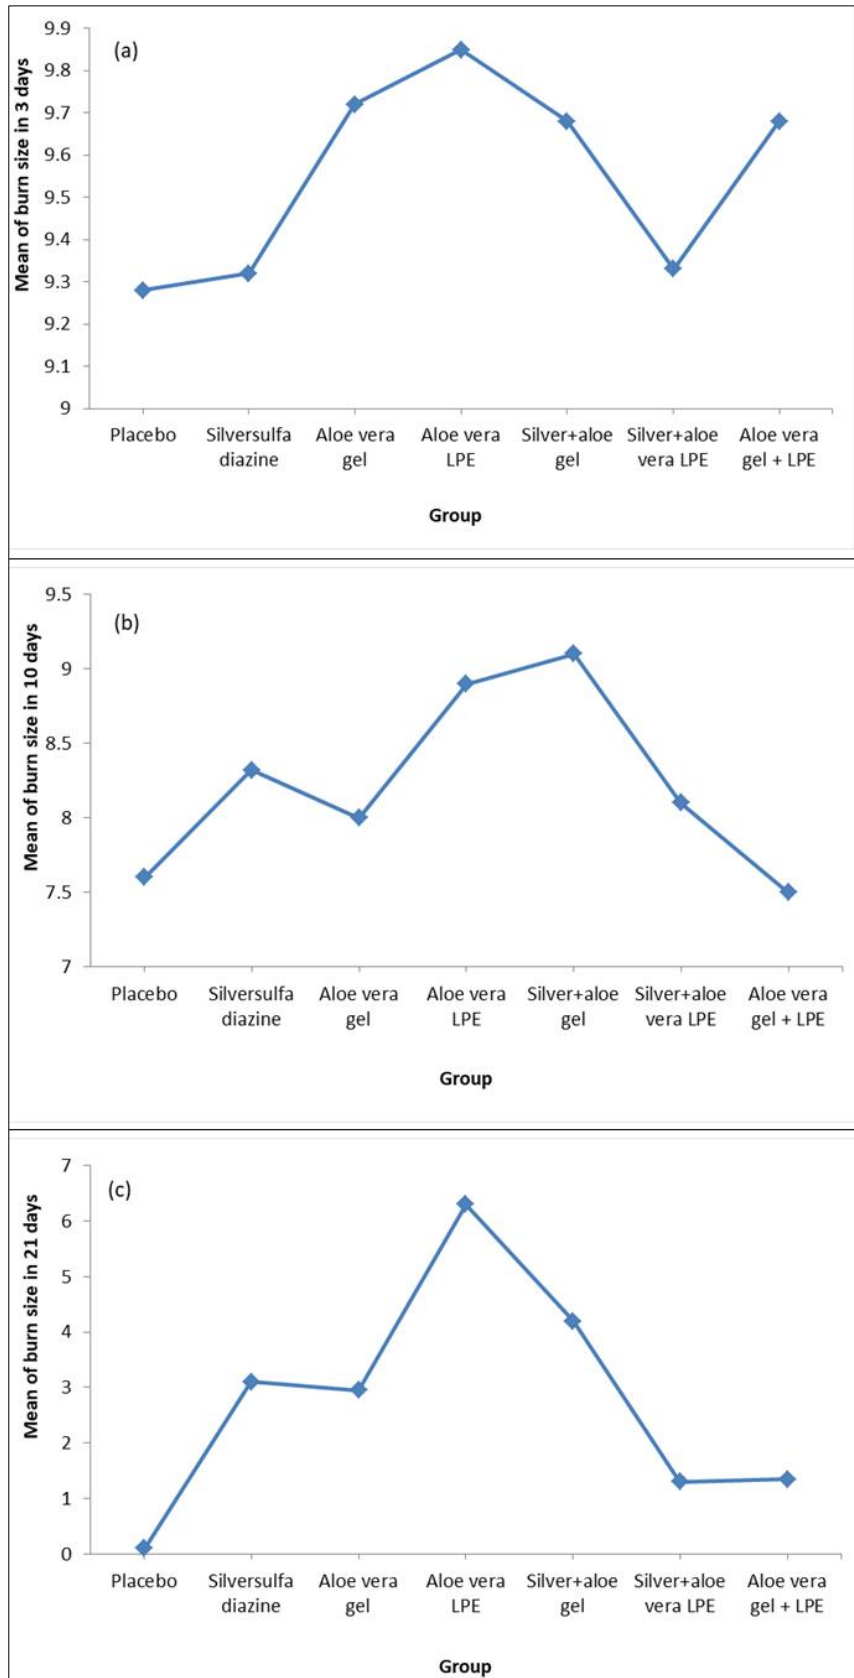 (a)
Mean of burn size in 3 days
9.9
9.8
9.7
9.6
9.5
9.4
9.3
9.2
9.1
9
Placebo
Silversulfa
diazine
Aloe vera
gel
Aloe vera
LPE
Silver+aloe
gel
Silver+aloe
vera LPE
Aloe vera
gel + LPE
Group
(b)
Mean of burn size in 10 days
9.5
9
8.5
8
7.5
7
Placebo
Silversulfa
diazine
Aloe vera
gel
Aloe vera
LPE
Silver+aloe
gel
Silver+aloe
vera LPE
Aloe vera
gel + LPE
Group
(c)
Mean of burn size in 21 days
7
6
5
4
3
2
1
0
Placebo
Silversulfa
diazine
Aloe vera
gel
Aloe vera
LPE
Silver+aloe
gel
Silver+aloe
vera LPE
Aloe vera
gel + LPE
Group